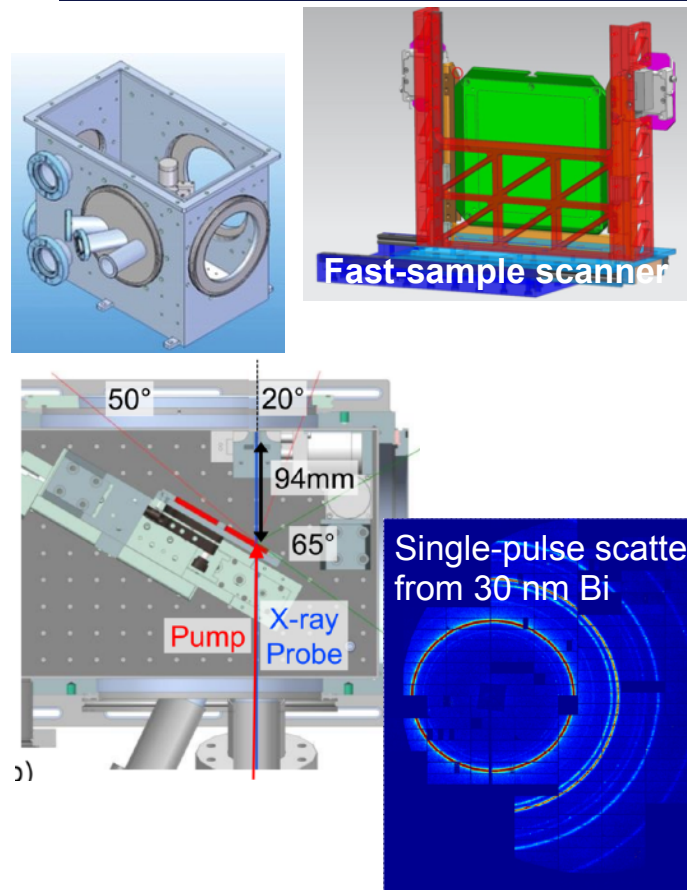 Fast-sample scanner
50°
20°
94mm
65°
Single-pulse scatte
from 30 nm Bi
Pump
X-ray
Probe